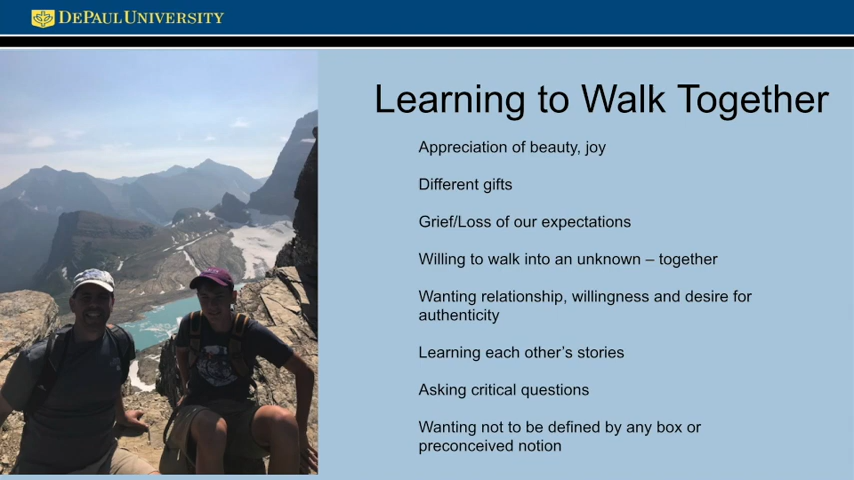 DEPAUL UNIVERSITY
Learning to Walk Together
Appreciation of beauty, joy
Different gifts
Grief/Loss of our expectations
Willing to walk into an unknown – together
Wanting relationship, willingness and desire for
authenticity
Learning each other's stories
Asking critical questions
Wanting not to be defined by any box or
preconceived notion